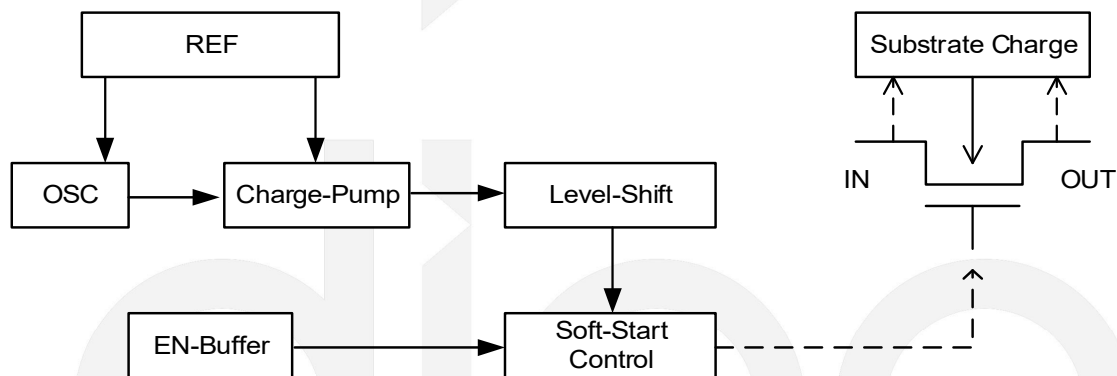 REF
Substrate Charge
OSC
Charge-Pump
Level-Shift
IN
OUT
EN-Buffer
Soft-Start
Control